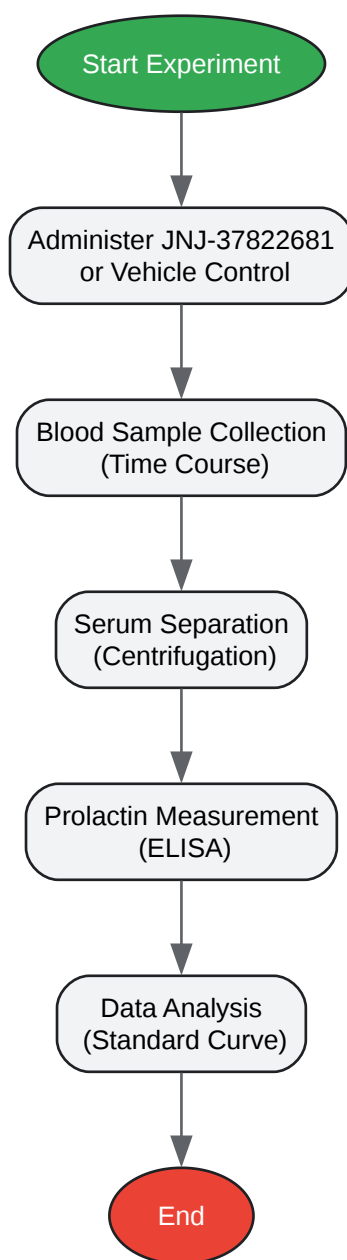 Start Experiment
Administer JNJ-37822681
or Vehicle Control
Blood Sample Collection
(Time Course)
Serum Separation
(Centrifugation)
Prolactin Measurement
(ELISA)
Data Analysis
(Standard Curve)
End